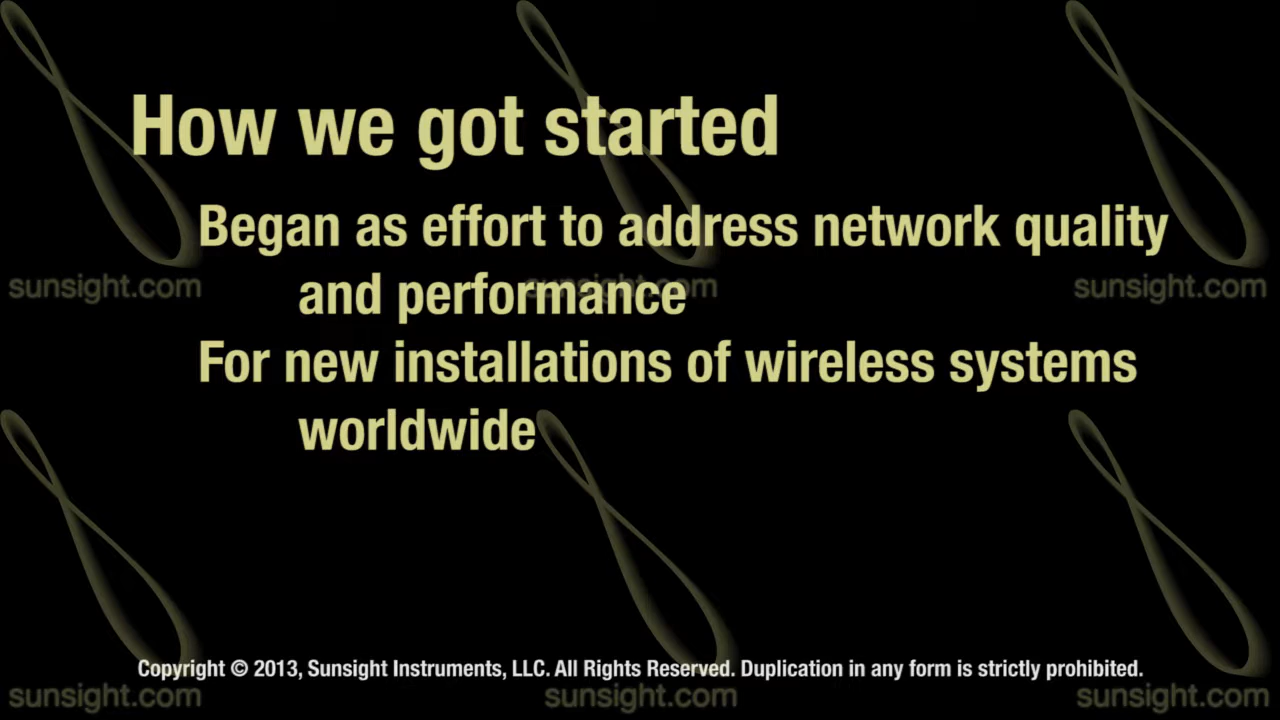 How we got started
Began as effort to address network quality
and performance
sunsight.com sunsight.com sunsight.com
For new installations of wireless systems
worldwide
Copyright © 2013, Sunsight Instruments, LLC. All Rights Reserved. Duplication in any form is strictly prohibited.
sunsight.com sunsight.com sunsight.com